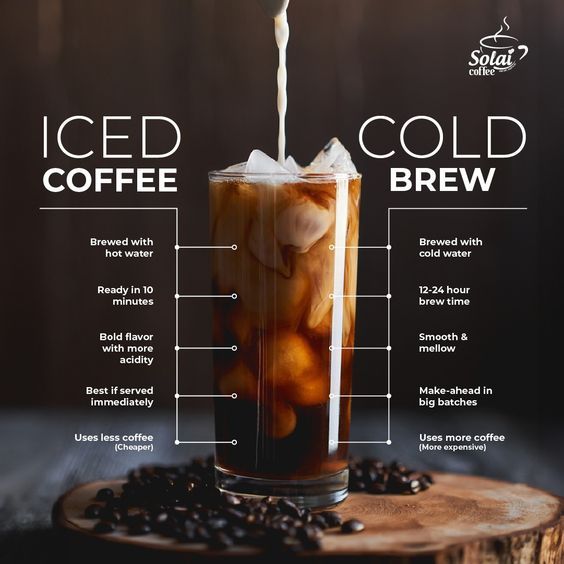 Solai
coffee
ICED
COFFEE
COLD
BREW
Brewed with
hot water
Ready in 10
minutes
Bold flavor
with more
acidity
Best if served
immediately
Uses less coffee
(Cheaper)
Brewed with
cold water
12-24 hour
brew time
Smooth &
mellow
Make-ahead in
big batches
Uses more coffee
(More expensive)